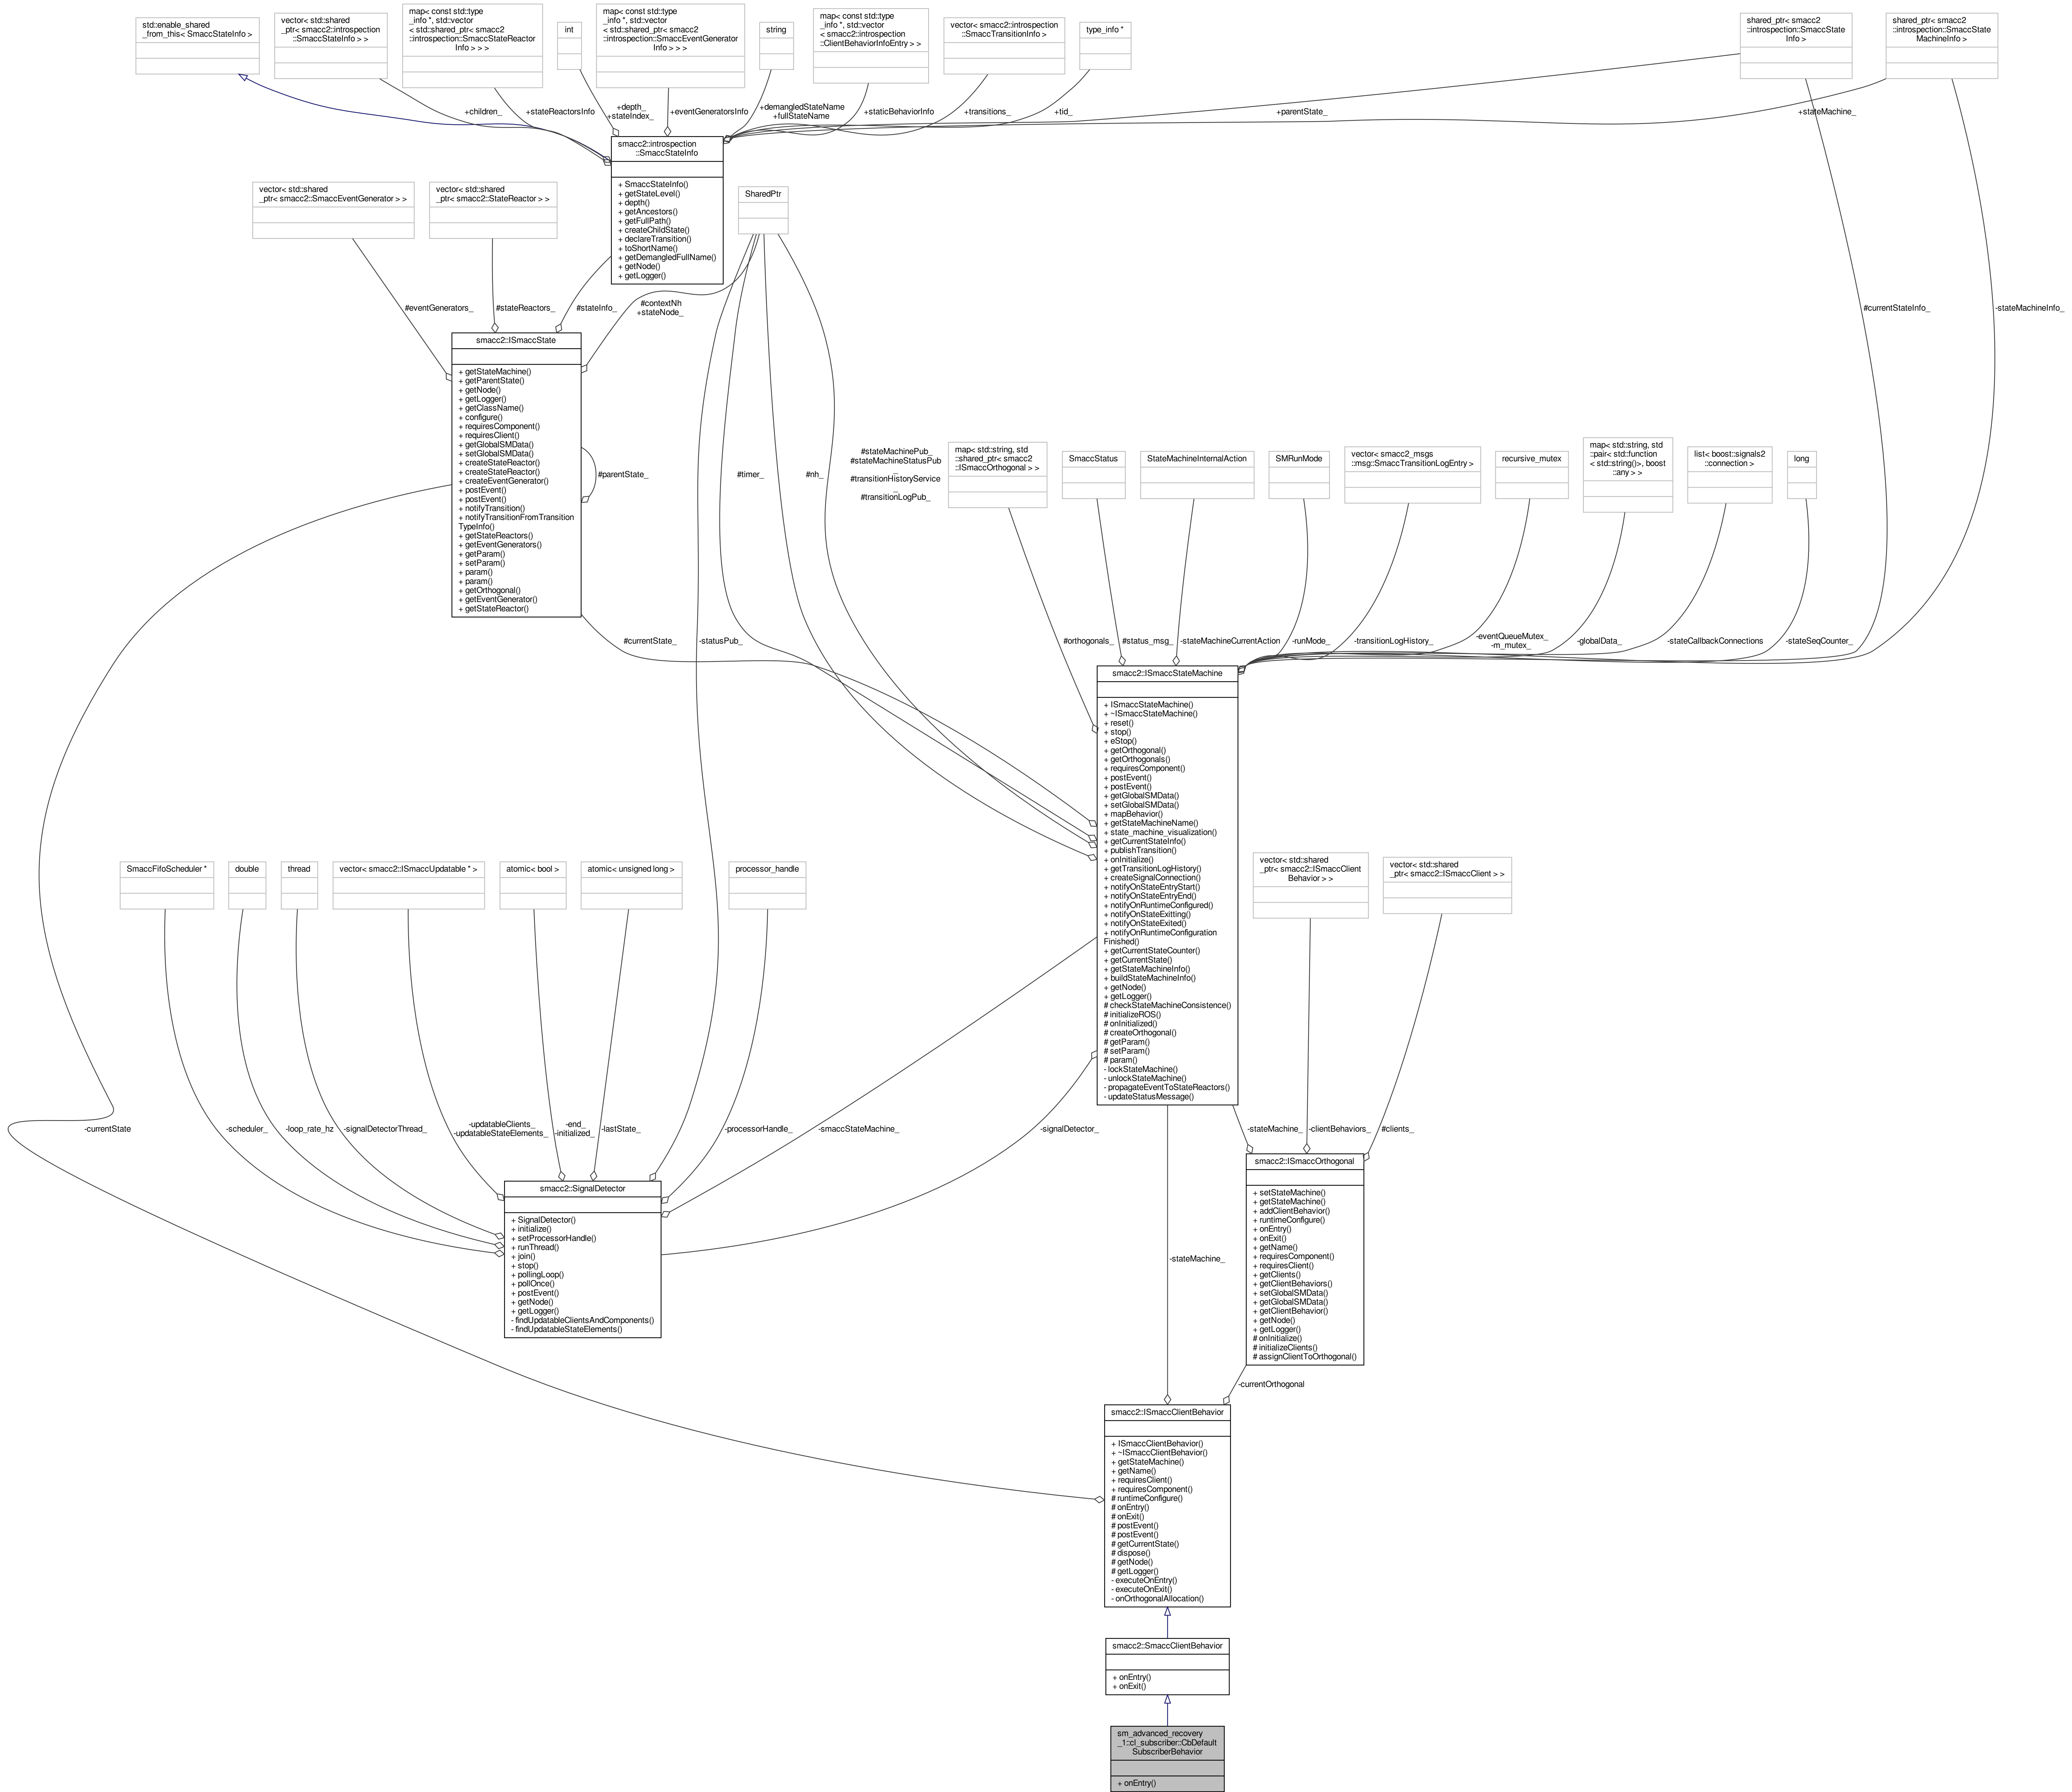 std::enable_shared
_from_this< SmaccStateInfo >
vector< std::shared
_ptr< smacc2::introspection
::SmaccStateInfo > >
map< const std::type
_info *, std::vector
< std::shared_ptr< smacc2
::introspection::SmaccStateReactor
Info > > >
int
map< const std::type
_info *, std::vector
< std::shared_ptr< smacc2
::introspection::SmaccEventGenerator
Info > > >
string
map< const std::type
_info *, std::vector
< smacc2::introspection
::ClientBehaviorInfoEntry > >
vector< smacc2::introspection
::SmaccTransitionInfo >
type_info *
shared_ptr< smacc2
::introspection::SmaccState
Info >
shared_ptr< smacc2
::introspection::SmaccState
MachineInfo >
+children_
+stateReactorsInfo
+depth_
+stateIndex_
+eventGeneratorsInfo
+demangledStateName
+fullStateName
+staticBehaviorInfo
+transitions_
+tid_
+parentState_
+stateMachine_
smacc2::introspection
::SmaccStateInfo
+ SmaccStateInfo()
+ getStateLevel()
+ depth()
+ getAncestors()
+ getFullPath()
+ createChildState()
+ declareTransition()
+ toShortName()
+ getDemangledFullName()
+ getNode()
+ getLogger()
vector< std::shared
_ptr< smacc2::SmaccEventGenerator > >
vector< std::shared
_ptr< smacc2::StateReactor > >
SharedPtr
#eventGenerators_
#stateReactors_
#stateInfo_
#contextNh
+stateNode_
#currentStateInfo_
-stateMachineInfo_
smacc2::ISmaccState
+ getStateMachine()
+ getParentState()
+ getNode()
+ getLogger()
+ getClassName()
+ configure()
+ requiresComponent()
+ requiresClient()
+ getGlobalSMData()
+ setGlobalSMData()
+ createStateReactor()
+ createStateReactor()
+ createEventGenerator()
+ postEvent()
+ postEvent()
+ notifyTransition()
+ notifyTransitionFromTransition
TypeInfo()
+ getStateReactors()
+ getEventGenerators()
+ getParam()
+ setParam()
+ param()
+ param()
+ getOrthogonal()
+ getEventGenerator()
+ getStateReactor()
#parentState_
#timer_
#nh_
#stateMachinePub_
#stateMachineStatusPub
_
#transitionHistoryService
_
#transitionLogPub_
map< std::string, std
::shared_ptr< smacc2
::ISmaccOrthogonal > >
SmaccStatus
StateMachineInternalAction
SMRunMode
vector< smacc2_msgs
::msg::SmaccTransitionLogEntry >
recursive_mutex
map< std::string, std
::pair< std::function
< std::string()>, boost
::any > >
list< boost::signals2
::connection >
long
#currentState_
-statusPub_
#orthogonals_
#status_msg_
-stateMachineCurrentAction
-runMode_
-transitionLogHistory_
-eventQueueMutex_
-m_mutex_
-globalData_
-stateCallbackConnections
-stateSeqCounter_
smacc2::ISmaccStateMachine
+ ISmaccStateMachine()
+ ~ISmaccStateMachine()
+ reset()
+ stop()
+ eStop()
+ getOrthogonal()
+ getOrthogonals()
+ requiresComponent()
+ postEvent()
+ postEvent()
+ getGlobalSMData()
+ setGlobalSMData()
+ mapBehavior()
+ getStateMachineName()
+ state_machine_visualization()
+ getCurrentStateInfo()
+ publishTransition()
+ onInitialize()
+ getTransitionLogHistory()
+ createSignalConnection()
+ notifyOnStateEntryStart()
+ notifyOnStateEntryEnd()
+ notifyOnRuntimeConfigured()
+ notifyOnStateExitting()
+ notifyOnStateExited()
+ notifyOnRuntimeConfiguration
Finished()
+ getCurrentStateCounter()
+ getCurrentState()
+ getStateMachineInfo()
+ buildStateMachineInfo()
+ getNode()
+ getLogger()
# checkStateMachineConsistence()
# initializeROS()
# onInitialized()
# createOrthogonal()
# getParam()
# setParam()
# param()
- lockStateMachine()
- unlockStateMachine()
- propagateEventToStateReactors()
- updateStatusMessage()
SmaccFifoScheduler *
double
thread
vector< smacc2::ISmaccUpdatable * >
atomic< bool >
atomic< unsigned long >
processor_handle
vector< std::shared
_ptr< smacc2::ISmaccClient
Behavior > >
vector< std::shared
_ptr< smacc2::ISmaccClient > >
-currentState
-scheduler_
-loop_rate_hz
-signalDetectorThread_
-updatableClients_
-updatableStateElements_
-end_
-initialized_
-lastState_
-processorHandle_
-smaccStateMachine_
-signalDetector_
-stateMachine_
-clientBehaviors_
#clients_
smacc2::SignalDetector
+ SignalDetector()
+ initialize()
+ setProcessorHandle()
+ runThread()
+ join()
+ stop()
+ pollingLoop()
+ pollOnce()
+ postEvent()
+ getNode()
+ getLogger()
- findUpdatableClientsAndComponents()
- findUpdatableStateElements()
smacc2::ISmaccOrthogonal
+ setStateMachine()
+ getStateMachine()
+ addClientBehavior()
+ runtimeConfigure()
+ onEntry()
+ onExit()
+ getName()
+ requiresComponent()
+ requiresClient()
+ getClients()
+ getClientBehaviors()
+ setGlobalSMData()
+ getGlobalSMData()
+ getClientBehavior()
+ getNode()
+ getLogger()
# onInitialize()
# initializeClients()
# assignClientToOrthogonal()
-stateMachine_
-currentOrthogonal
smacc2::ISmaccClientBehavior
+ ISmaccClientBehavior()
+ ~ISmaccClientBehavior()
+ getStateMachine()
+ getName()
+ requiresClient()
+ requiresComponent()
# runtimeConfigure()
# onEntry()
# onExit()
# postEvent()
# postEvent()
# getCurrentState()
# dispose()
# getNode()
# getLogger()
- executeOnEntry()
- executeOnExit()
- onOrthogonalAllocation()
smacc2::SmaccClientBehavior
+ onEntry()
+ onExit()
sm_advanced_recovery
_1::cl_subscriber::CbDefault
SubscriberBehavior
+ onEntry()